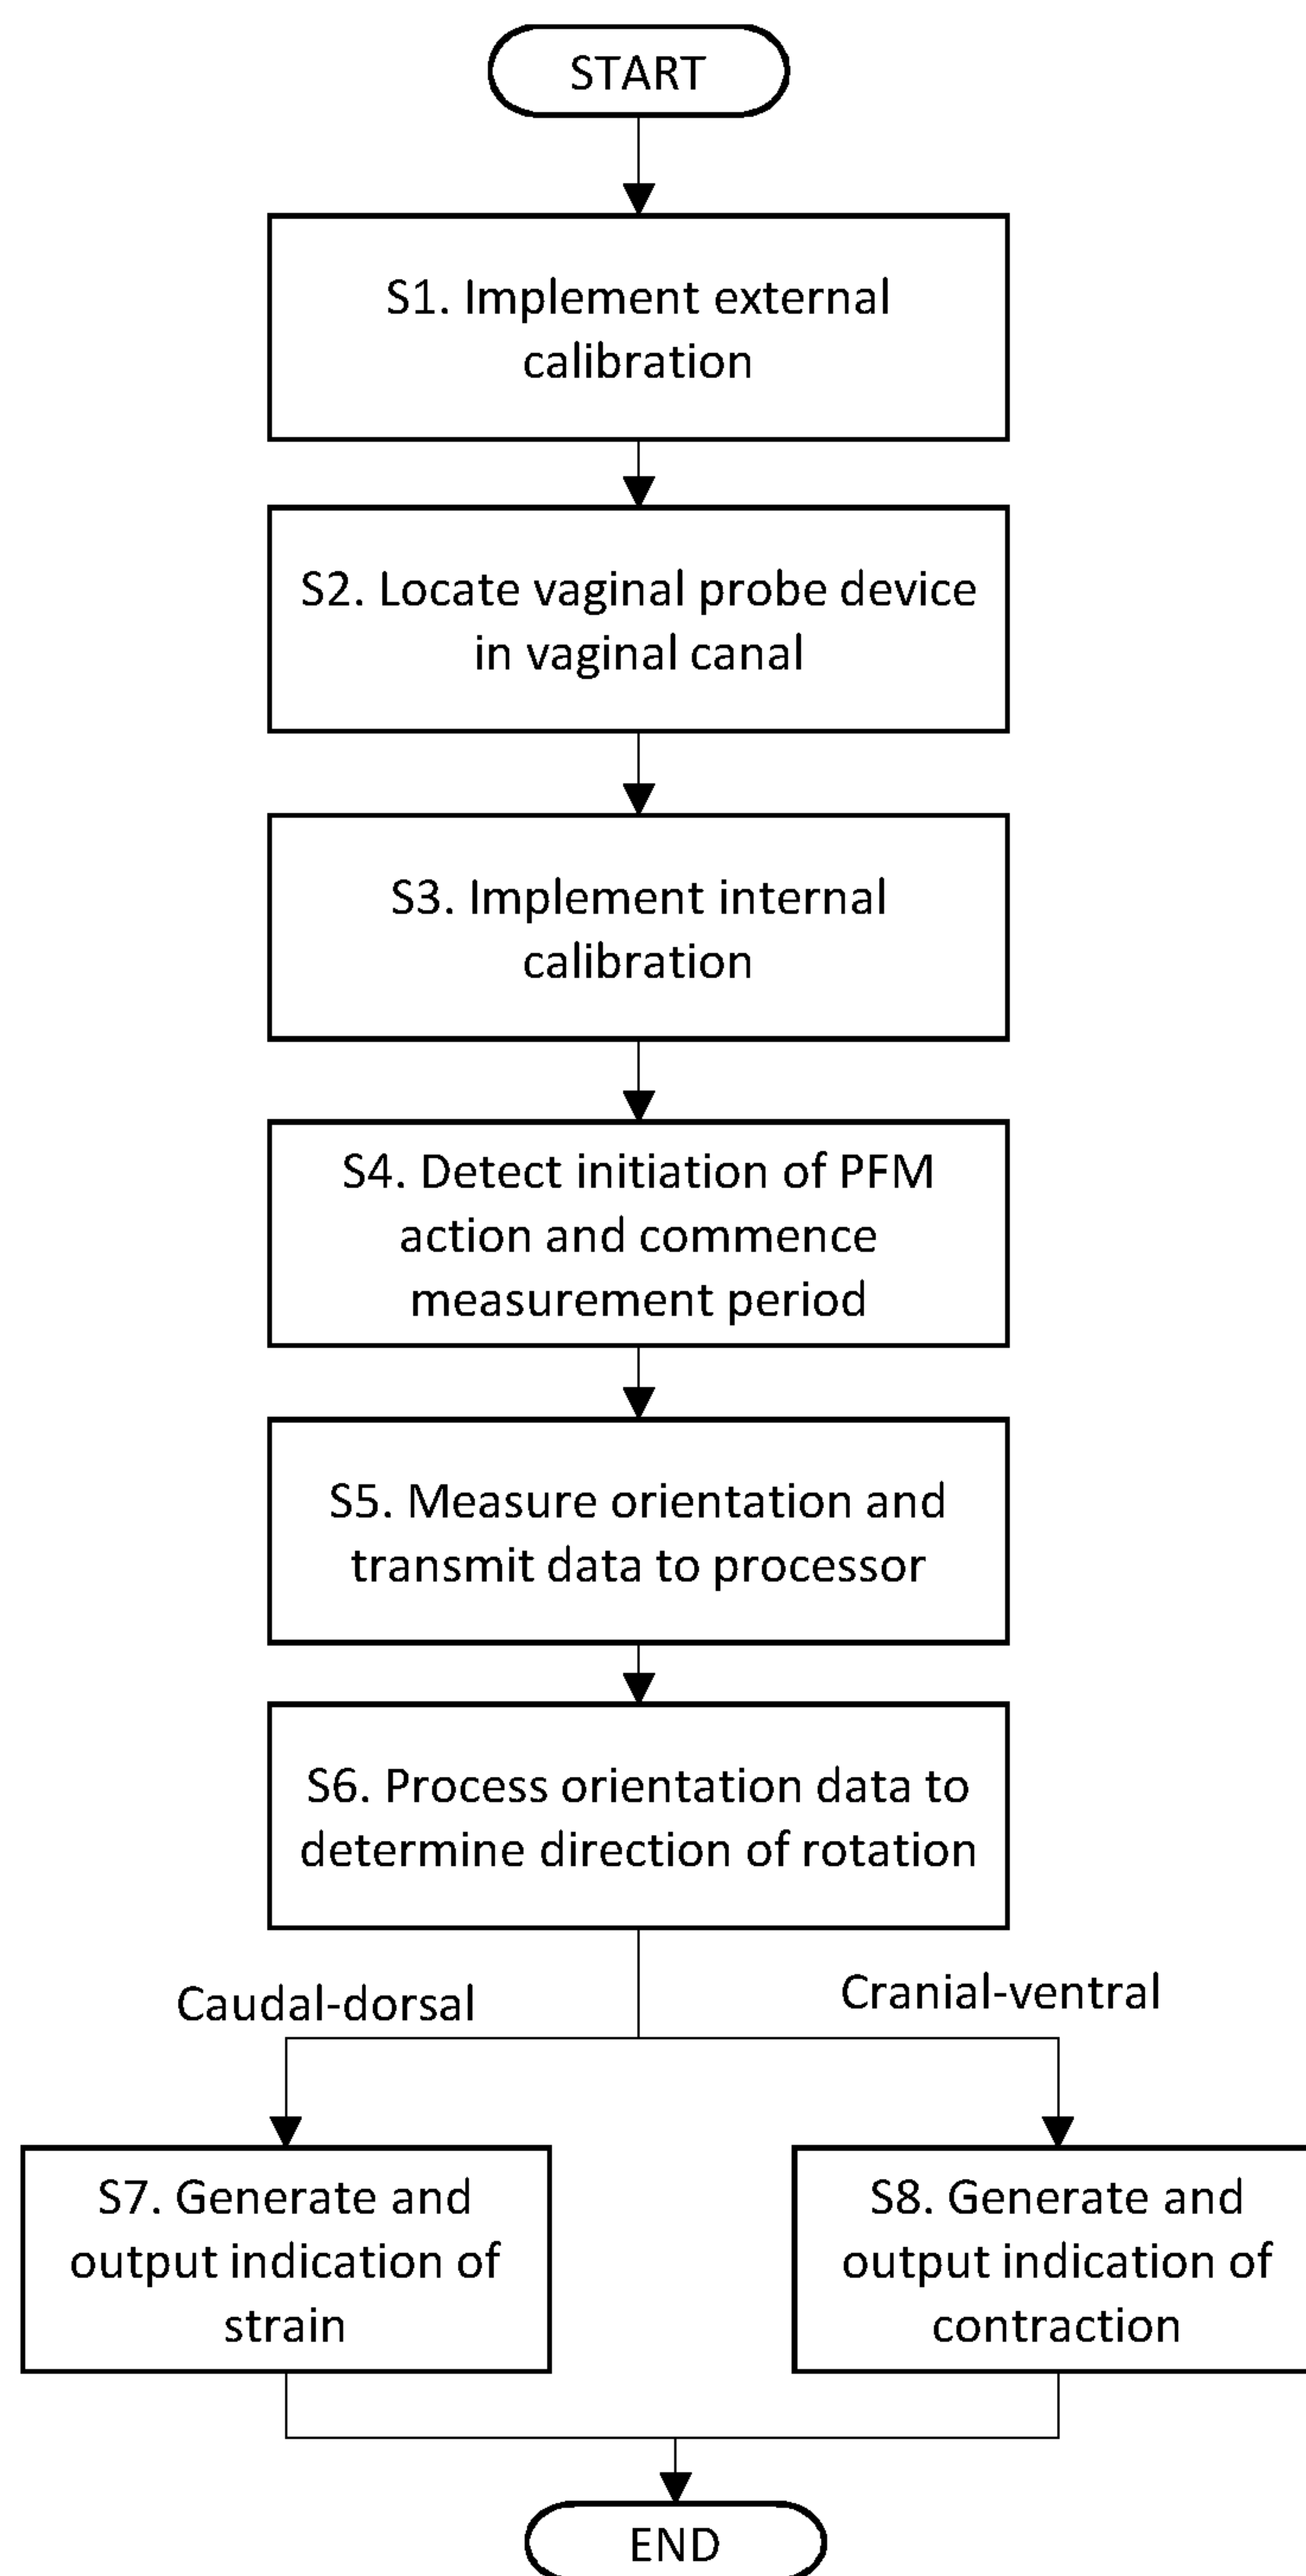 START
S1. Implement external
calibration
S2. Locate vaginal probe device
in vaginal canal
S3. Implement internal
calibration
S4. Detect initiation of PFM
action and commence
measurement period
S5. Measure orientation and
transmit data to processor
S6. Process orientation data to
determine direction of rotation
Caudal-dorsal
Cranial-ventral
S7. Generate and
output indication of
strain
S8. Generate and
output indication of
contraction
END